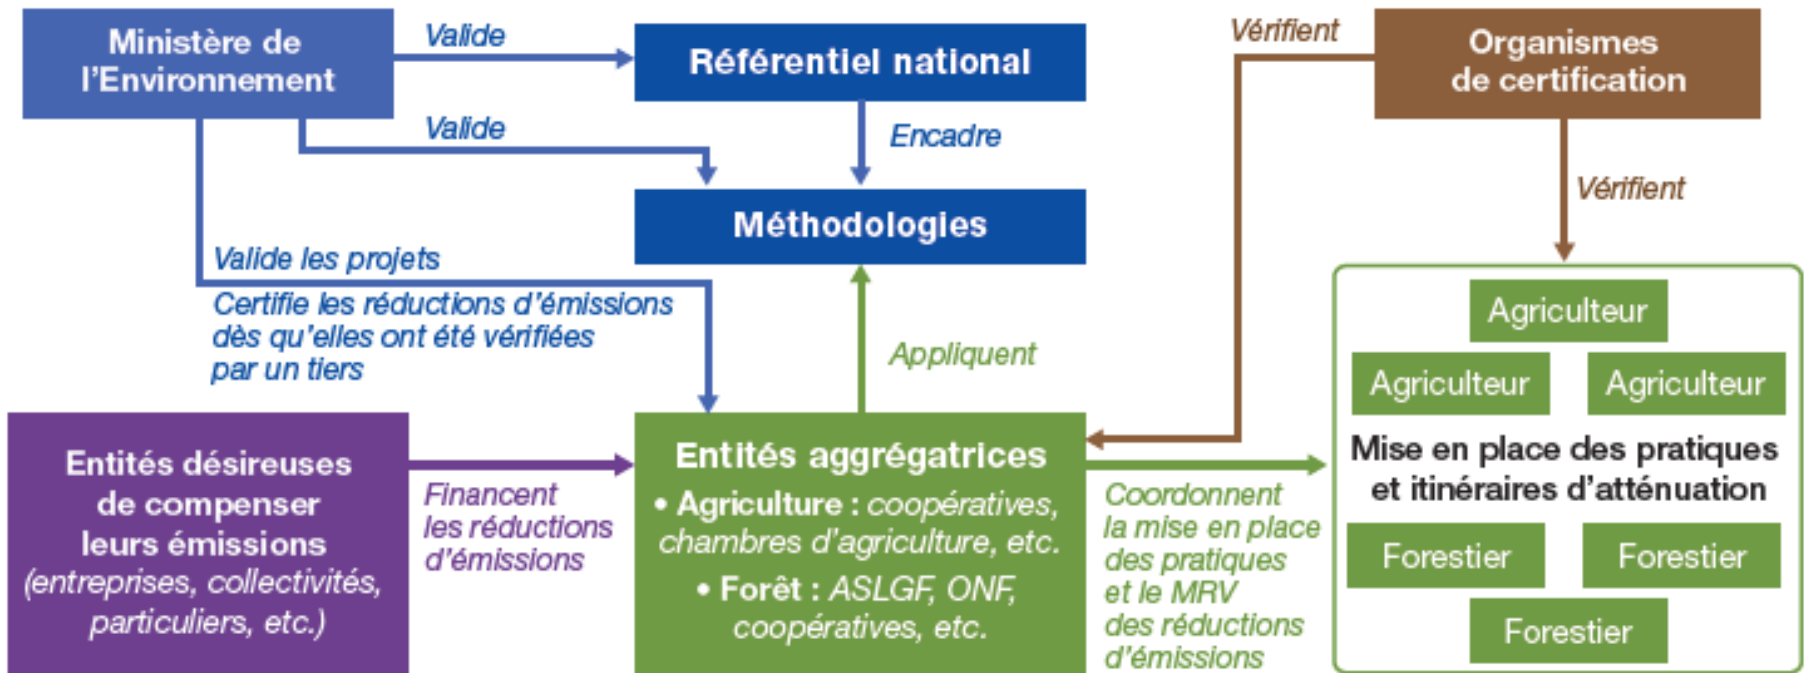 Ministère de
l'Environnement
Valide
Référentiel national
Vérifient
Organismes
de certification
Valide
Encadre
Vérifient
Méthodologies
Valide les projets
Certifie les réductions d'émissions
dès qu'elles ont été vérifiées
par un tiers
Appliquent
Agriculteur
Agriculteur
Agriculteur
Mise en place des pratiques
et itinéraires d'atténuation
Forestier
Forestier
Forestier
Entités désireuses
de compenser
leurs émissions
(entreprises, collectivités,
particuliers, etc.)
Financent
les réductions
d'émissions
Entités aggrégatrices
• Agriculture : coopératives,
chambres d'agriculture, etc.
• Forêt : ASLGF, ONF,
coopératives, etc.
Coordonnent
la mise en place
des pratiques
et le MRV
des réductions
d'émissions